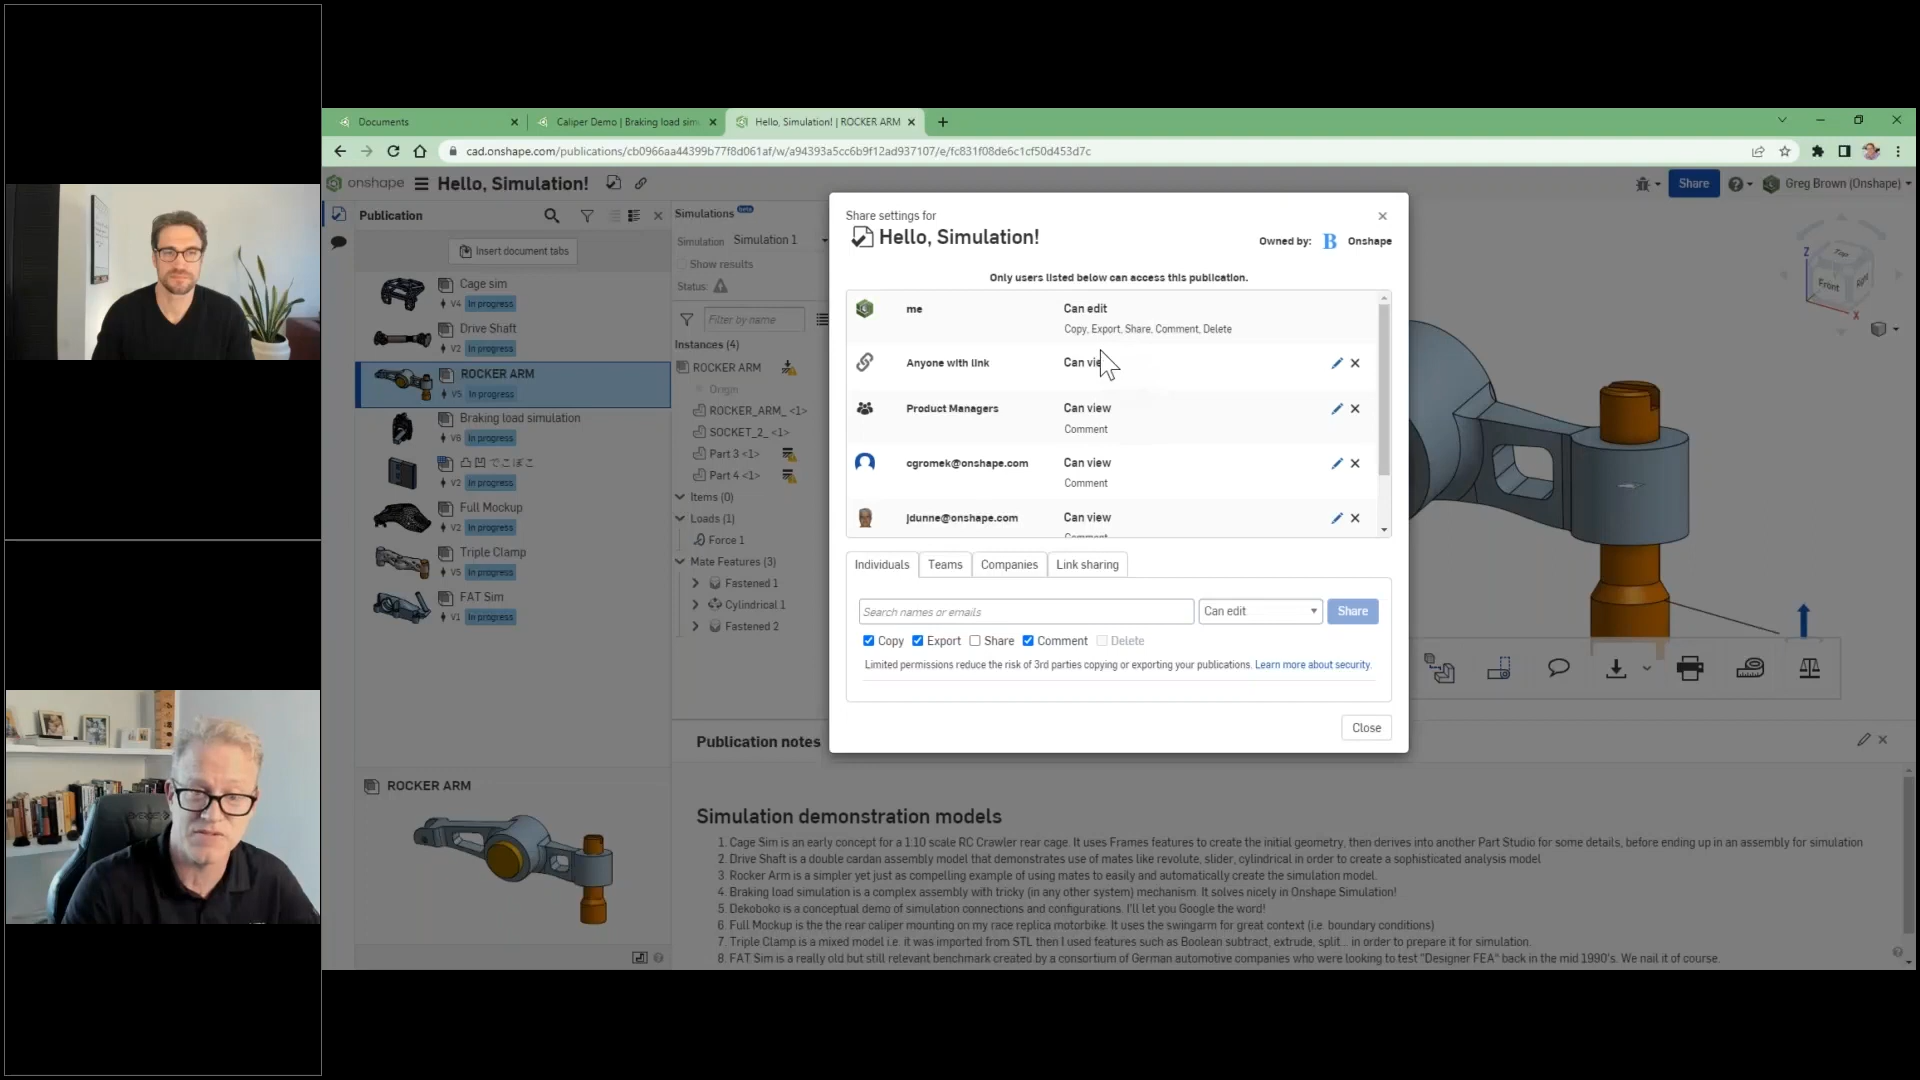 Documents
Caliper Demo | Braking load sim
Hello, Simulation! | ROCKER ARM
cad.onshape.com/publications/cb0966aa44399b77f8d061af/w/a94393a5cc6b9f12ad937107/e/fc831f08de6c1cf50d453d7c
onshape
Hello, Simulation!
Share
Greg Brown (Onshape)
Publication
Insert document tabs
Cage sim
V4 In progress
Drive Shaft
V2 In progress
ROCKER ARM
V5 In progress
Braking load simulation
V6 In progress
凸凹 でこぼこ
V2 In progress
Full Mockup
V2 In progress
Triple Clamp
V5 In progress
FAT Sim
V1 In progress
ROCKER ARM
Simulations beta
Simulation Simulation 1
Show results
Status:
Filter by name
Instances (4)
ROCKER ARM
Origin
ROCKER_ARM_ <1>
SOCKET_2_ <1>
Part 3 <1>
Part 4 <1>
Items (0)
Loads (1)
Force 1
Mate Features (3)
Fastened 1
Cylindrical 1
Fastened 2
Share settings for
Hello, Simulation!
Owned by: B Onshape
Only users listed below can access this publication.
me Can edit
Copy, Export, Share, Comment, Delete
Anyone with link Can vie
Product Managers Can view
Comment
cgromek@onshape.com Can view
Comment
jdunne@onshape.com Can view
Comment
Individuals Teams Companies Link sharing
Search names or emails Can edit Share
Copy Export Share Comment Delete
Limited permissions reduce the risk of 3rd parties copying or exporting your publications. Learn more about security.
Close
Top
Front
Right
Z
X
Publication notes
Simulation demonstration models
1. Cage Sim is an early concept for a 1:10 scale RC Crawler rear cage. It uses Frames features to create the initial geometry, then derives into another Part Studio for some details, before ending up in an assembly for simulation
2. Drive Shaft is a double cardan assembly model that demonstrates use of mates like revolute, slider, cylindrical in order to create a sophisticated analysis model
3 Rocker Arm is a simpler yet just as compelling example of using mates to easily and automatically create the simulation model.
4. Braking load simulation is a complex assembly with tricky (in any other system) mechanism. It solves nicely in Onshape Simulation!
5. Dekoboko is a conceptual demo of simulation connections and configurations. I'll let you Google the word!
6. Full Mockup is the the rear caliper mounting on my race replica motorbike. It uses the swingarm for great context (i.e. boundary conditions)
7. Triple Clamp is a mixed model i.e. it was imported from STL then I used features such as Boolean subtract, extrude, split... in order to prepare it for simulation.
8. FAT Sim is a really old but still relevant benchmark created by a consortium of German automotive companies who were looking to test "Designer FEA" back in the mid 1990's. We nail it of course.